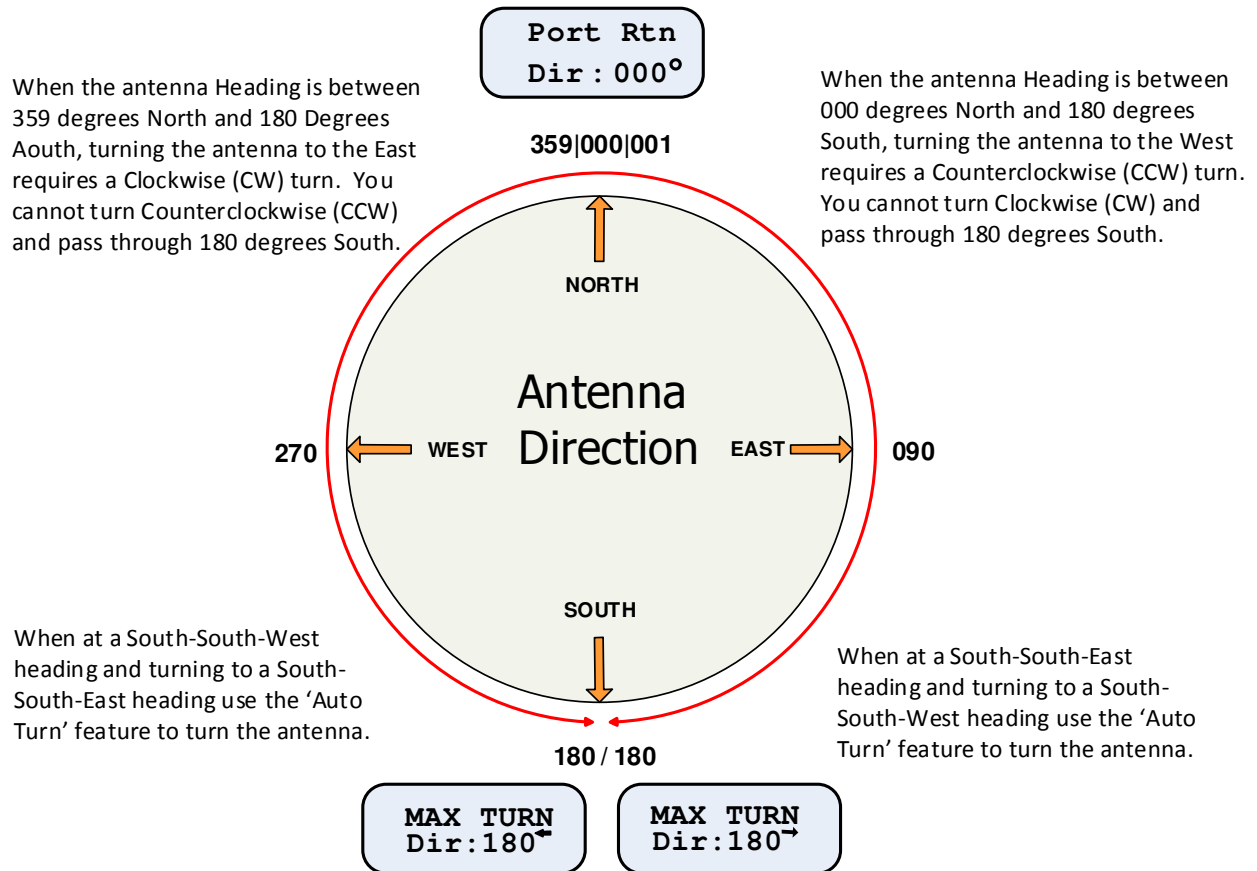 Port Rtn
Dir:000°
When the antenna Heading is between
359 degrees North and 180 Degrees
Aouth, turning the antenna to the East
requires a Clockwise (CW) turn. You
cannot turn Counterclockwise (CCW)
and pass through 180 degrees South.
When the antenna Heading is between
000 degrees North and 180 degrees
South, turning the antenna to the West
requires a Counterclockwise (CCW) turn.
You cannot turn Clockwise (CW) and
pass through 180 degrees South.
359|000|001
NORTH
Antenna
Direction
270
WEST
EAST
090
SOUTH
When at a South-South-West
heading and turning to a South-
South-East heading use the ‘Auto
Turn’ feature to turn the antenna.
When at a South-South-East
heading and turning to a South-
South-West heading use the ‘Auto
Turn’ feature to turn the antenna.
180 / 180
MAX TURN
Dir:180←
MAX TURN
Dir:180→